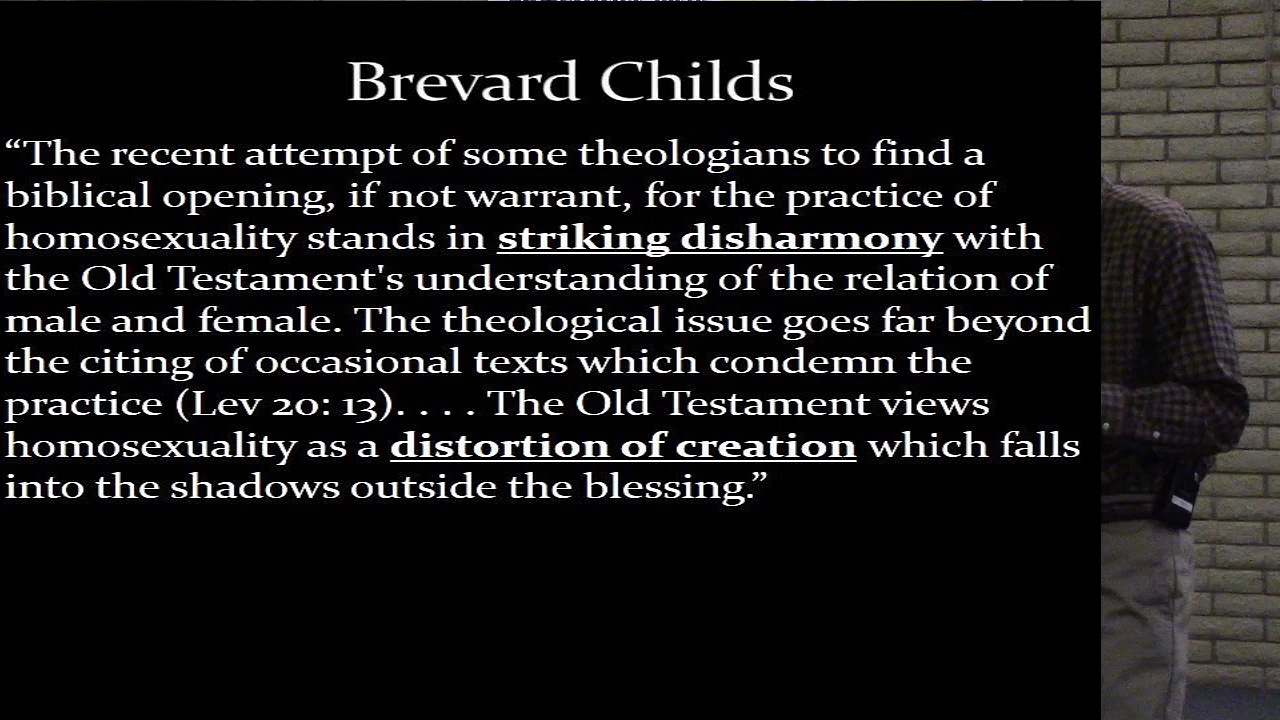 Brevard Childs
“The recent attempt of some theologians to find a
biblical opening, if not warrant, for the practice of
homosexuality stands in striking disharmony with
the Old Testament's understanding of the relation of
male and female. The theological issue goes far beyond
the citing of occasional texts which condemn the
practice (Lev 20: 13). . . . The Old Testament views
homosexuality as a distortion of creation which falls
into the shadows outside the blessing.”